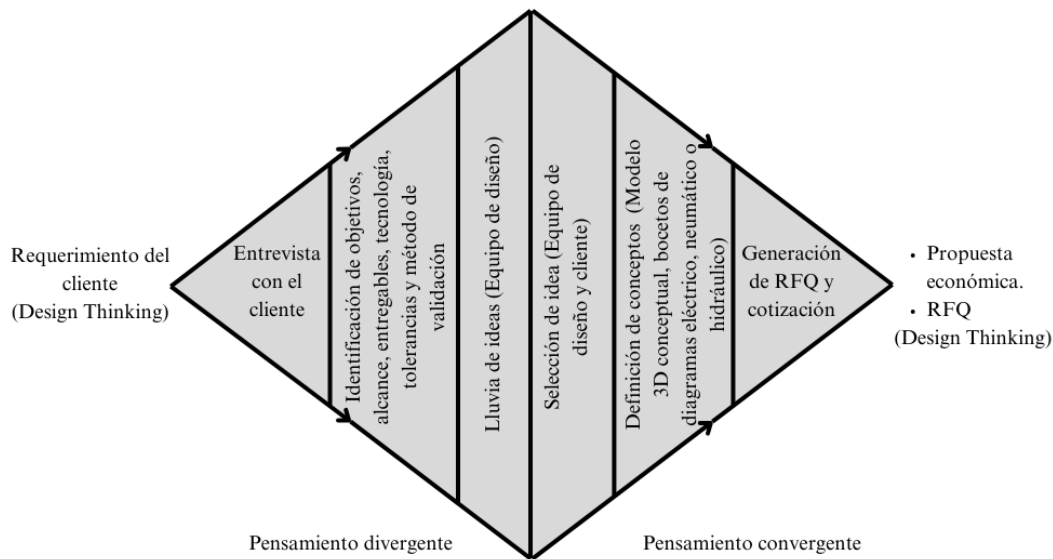 Requerimiento del
cliente
(Design Thinking)
Entrevista
con el
cliente
Identificación de objetivos,
alcance, entregables, tecnología,
tolerancias y método de
validación
Lluvia de ideas (Equipo de diseño)
Selección de idea (Equipo de
diseño y cliente)
Definición de conceptos (Modelo
3D conceptual, bocetos de
diagramas eléctrico, neumático o
hidráulico)
Generación
de RFQ y
cotización
• Propuesta
económica.
• RFQ
(Design Thinking)
Pensamiento divergente
Pensamiento convergente